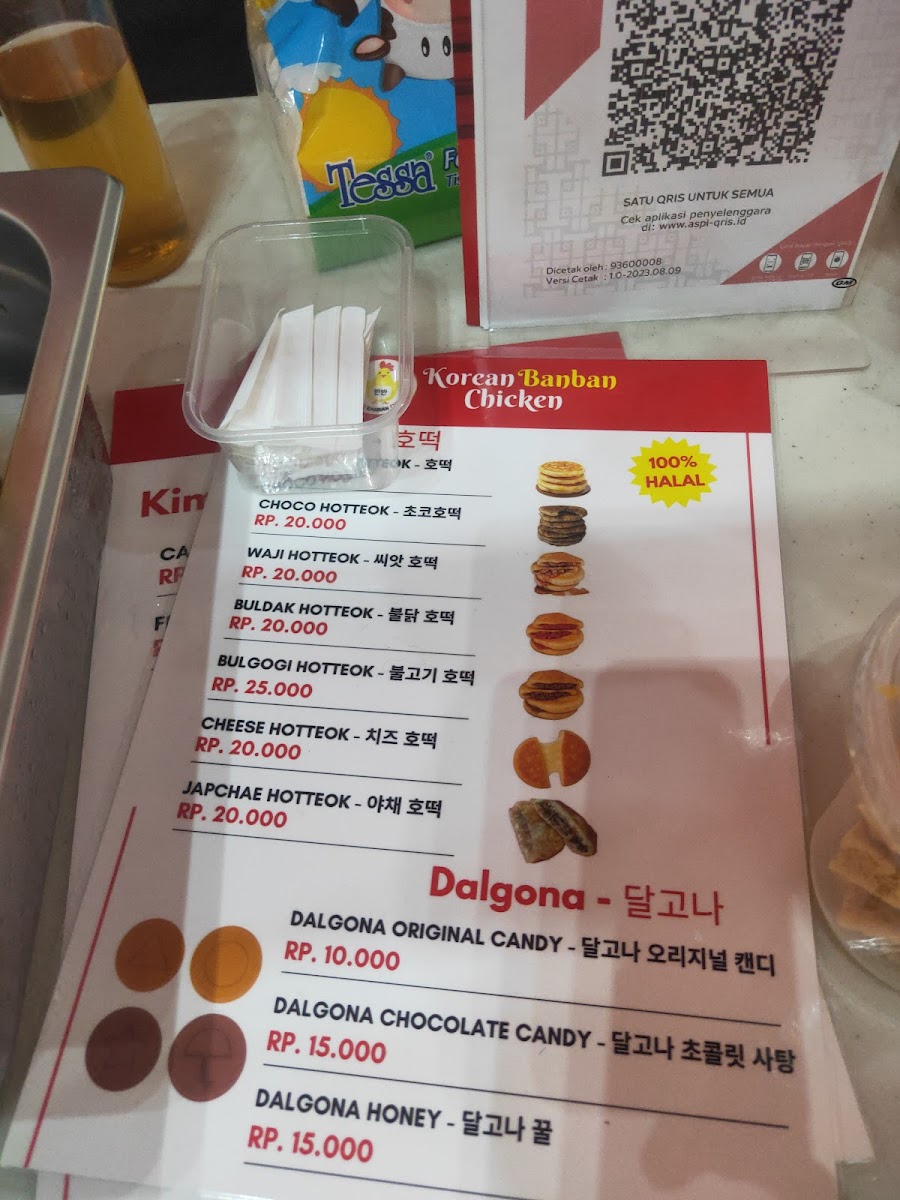 Tessa
SATU QRIS UNTUK SEMUA
Cek aplikasi penyelenggara
di: www.aspi-qris.id
Dicetak oleh : 93600008
Versi Cetak : 1.0-2023.08.09
GM
Korean Banban
Chicken
반반
호떡
100%
HALAL
- 호떡
CHOCO HOTTEOK - 초코호떡
RP. 20.000
WAJI HOTTEOK - 씨앗 호떡
RP. 20.000
BULDAK HOTTEOK - 불닭 호떡
RP. 20.000
BULGOGI HOTTEOK - 불고기 호떡
RP. 25.000
CHEESE HOTTEOK - 치즈 호떡
RP. 20.000
JAPCHAE HOTTEOK - 야채 호떡
RP. 20.000
Dalgona - 달고나
DALGONA ORIGINAL CANDY - 달고나 오리지널 캔디
RP. 10.000
DALGONA CHOCOLATE CANDY - 달고나 초콜릿 사탕
RP. 15.000
DALGONA HONEY - 달고나 꿀
RP. 15.000
Kim
CA
RP